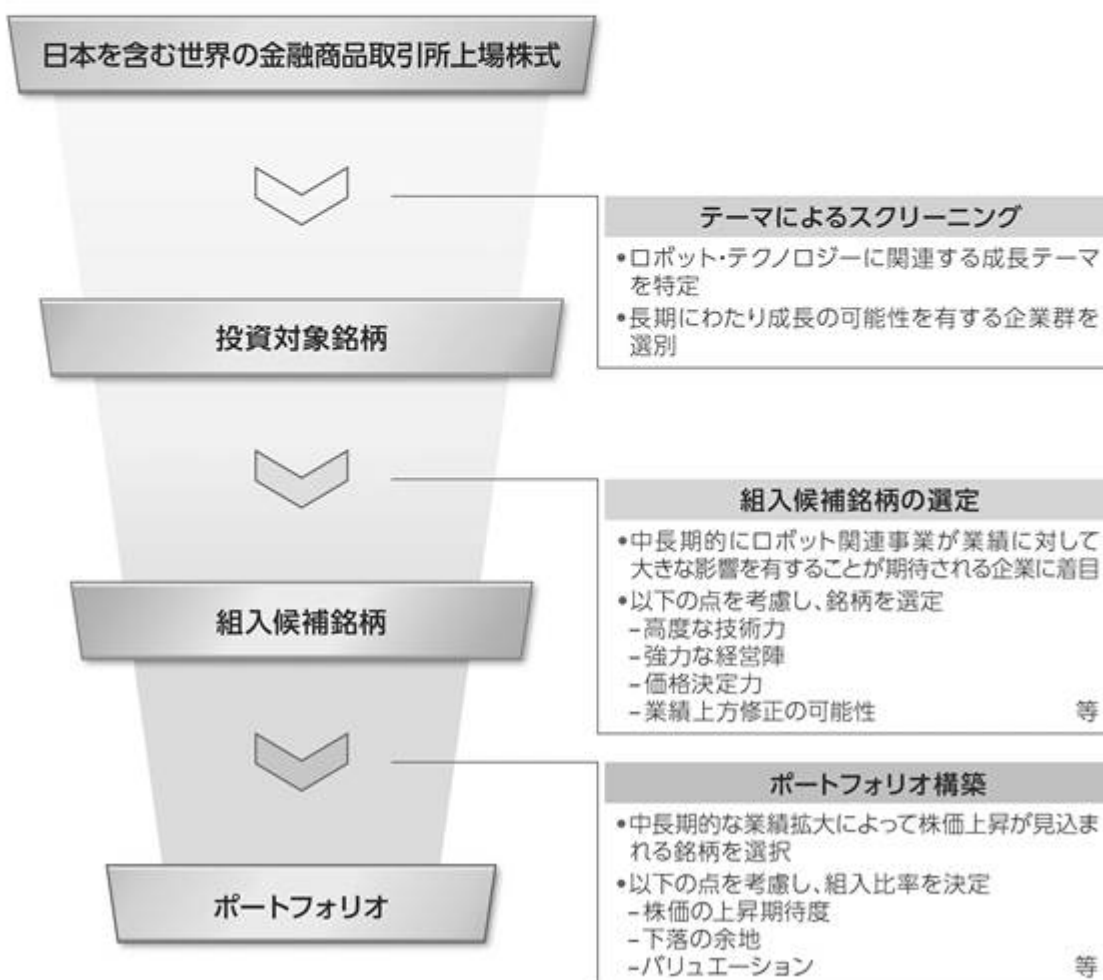 日本を含む世界の金融商品取引所上場株式
テーマによるスクリーニング
•ロボット・テクノロジーに関連する成長テーマ
を特定
•長期にわたり成長の可能性を有する企業群を
選別
投資対象銘柄
組入候補銘柄の選定
•中長期的にロボット関連事業が業績に対して
大きな影響を有することが期待される企業に着目
•以下の点を考慮し、銘柄を選定
–高度な技術力
–強力な経営陣
–価格決定力
–業績上方修正の可能性 等
組入候補銘柄
ポートフォリオ構築
•中長期的な業績拡大によって株価上昇が見込ま
れる銘柄を選択
•以下の点を考慮し、組入比率を決定
–株価の上昇期待度
–下落の余地
–バリュエーション 等
ポートフォリオ